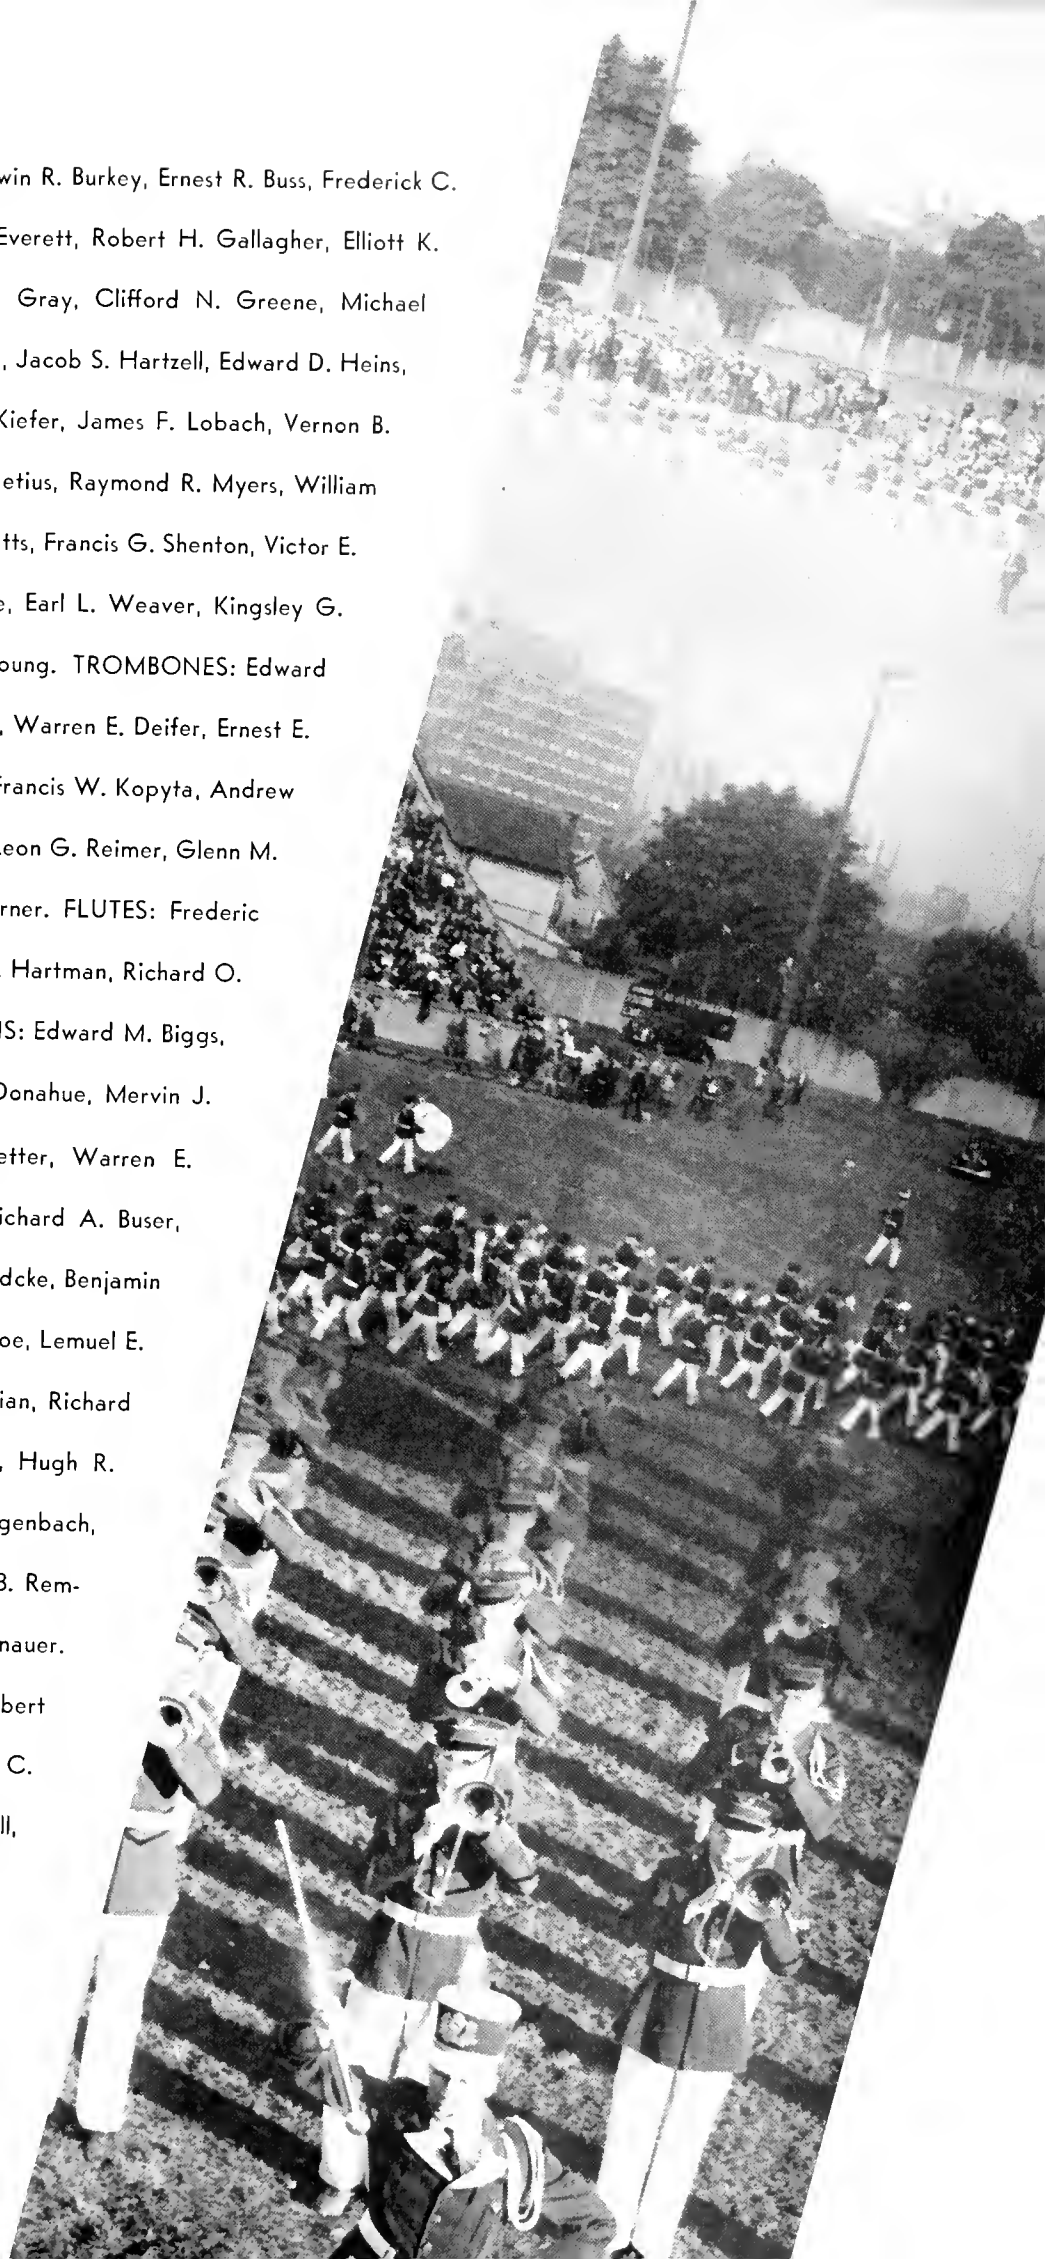 win R. Burkey, Ernest R. Buss, Frederick C.
Everett, Robert H. Gallagher, Elliott K.
Gray, Clifford N. Greene, Michael
, Jacob S. Hartzell, Edward D. Heins,
Kiefer, James F. Lobach, Vernon B.
etius, Raymond R. Myers, William
tts, Francis G. Shenton, Victor E.
e, Earl L. Weaver, Kingsley G.
oung. TROMBONES: Edward
, Warren E. Deifer, Ernest E.
Francis W. Kopyta, Andrew
Leon G. Reimer, Glenn M.
rner. FLUTES: Frederic
. Hartman, Richard O.
NS: Edward M. Biggs,
Donahue, Mervin J.
etter, Warren E.
ichard A. Buser,
dcke, Benjamin
oe, Lemuel E.
ian, Richard
, Hugh R.
genbach,
B. Rem-
nauer.
bert
C.
ll,